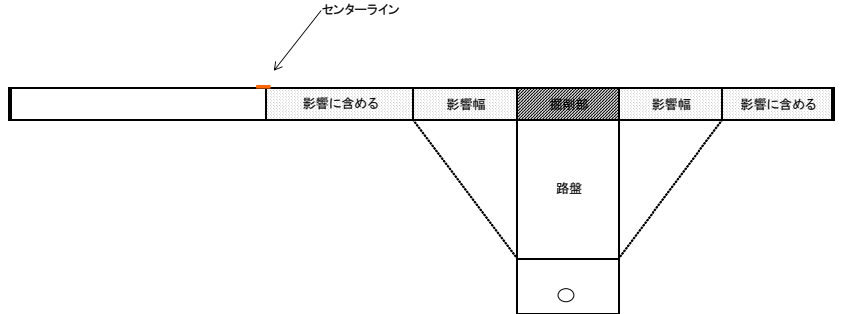 センターライン
影響に含める
影響幅
掘削部
影響幅
影響に含める
路盤